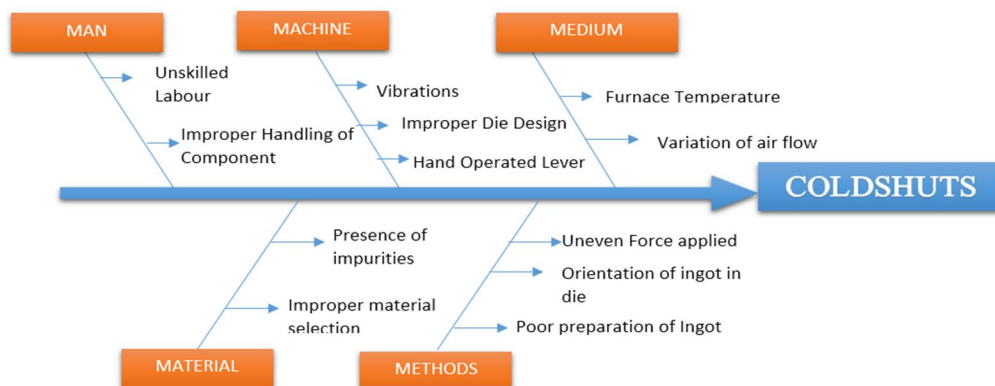 MAN
MACHINE
MEDIUM
Unskilled
Labour
Improper Handling of
Component
Vibrations
Improper Die Design
Hand Operated Lever
Furnace Temperature
Variation of air flow
COLDSHUTS
Presence of
impurities
Improper material
selection
Uneven Force applied
Orientation of ingot in
die
Poor preparation of Ingot
MATERIAL
METHODS